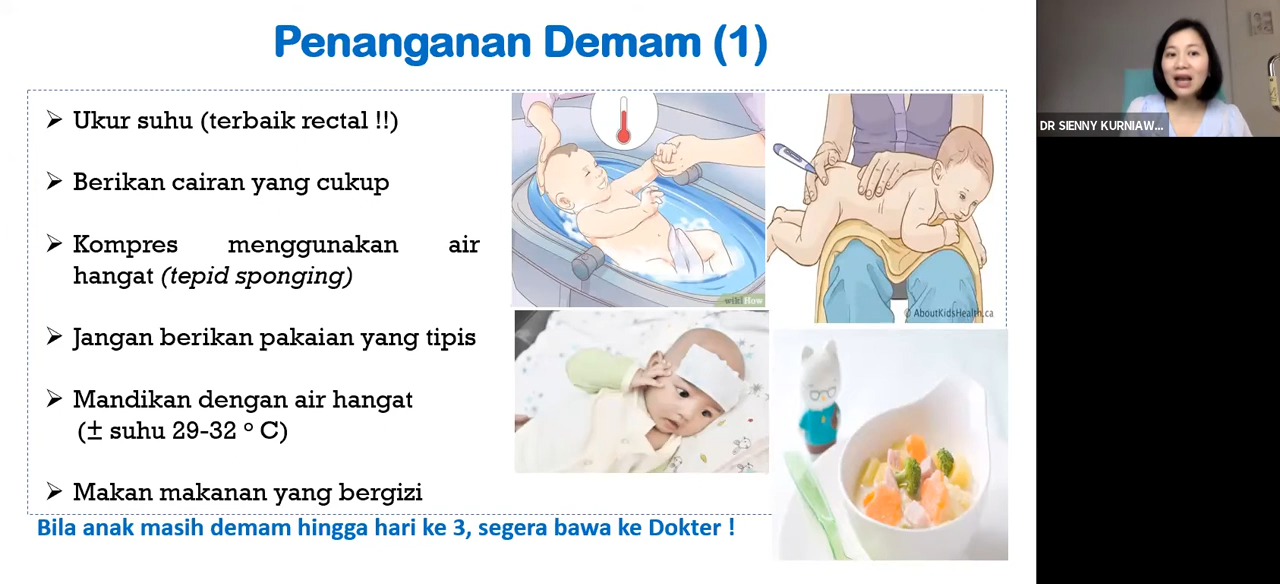 Penanganan Demam (1)
Ukur suhu (terbaik rectal !!)
Berikan cairan yang cukup
Kompres menggunakan air
hangat (tepid sponging)
Jangan berikan pakaian yang tipis
Mandikan dengan air hangat
(± suhu 29-32 ° C)
Makan makanan yang bergizi
Bila anak masih demam hingga hari ke 3, segera bawa ke Dokter !
wikiHow
© AboutKidsHealth.ca
DR SIENNY KURNIAW...